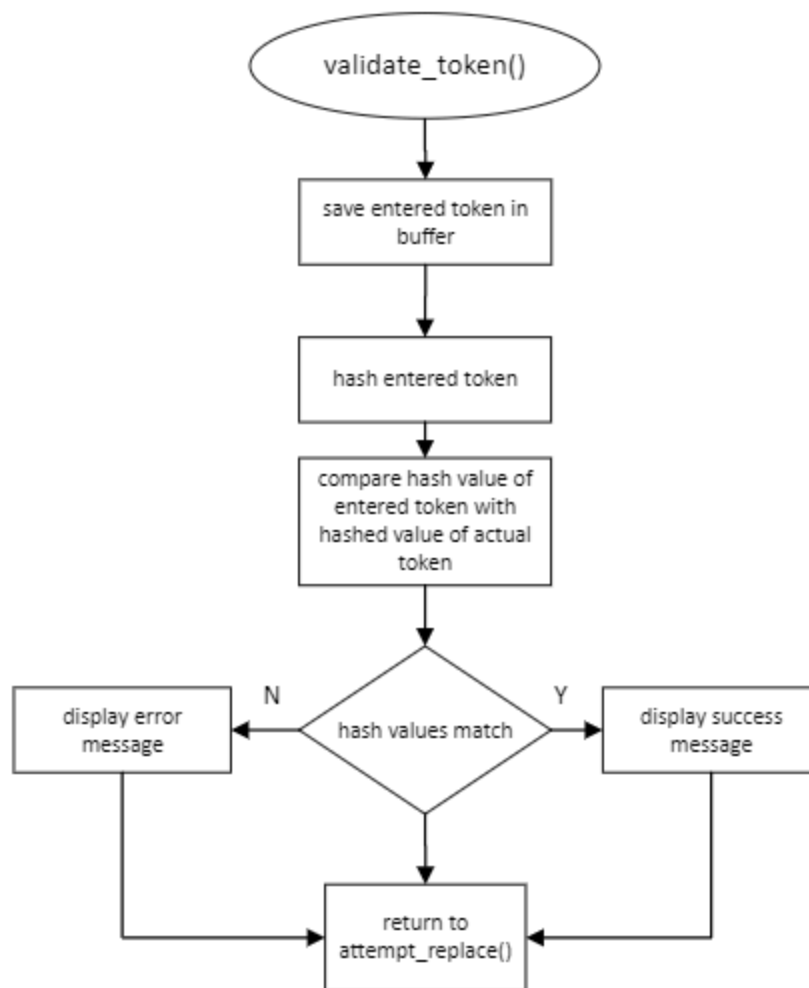 validate_token()
save entered token in
buffer
hash entered token
compare hash value of
entered token with
hashed value of actual
token
N
Y
display error
message
hash values match
display success
message
return to
attempt_replace()